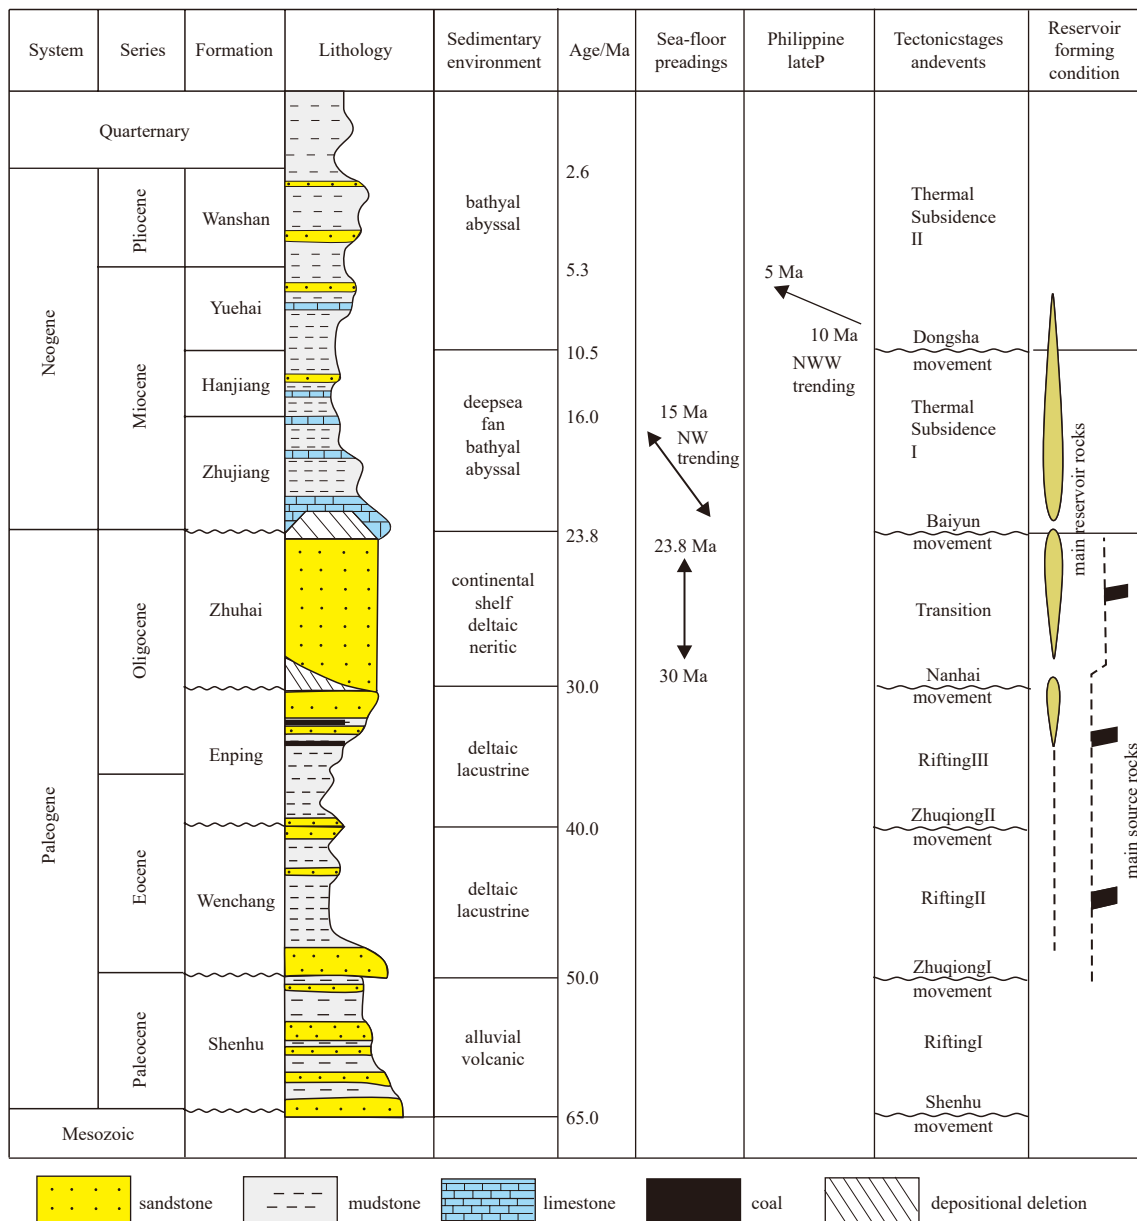 System
Series
Formation
Lithology
Sedimentary
environment
Age/Ma
Sea-floor
preadings
Philippine
lateP
Tectonicstages
andevents
Reservoir
forming
condition
Quarternary
Neogene
Paleogene
Mesozoic
Pliocene
Miocene
Oligocene
Eocene
Paleocene
Wanshan
Yuehai
Hanjiang
Zhujiang
Zhuhai
Enping
Wenchang
Shenhu
bathyal
abyssal
deepsea
fan
bathyal
abyssal
continental
shelf
deltaic
neritic
deltaic
lacustrine
deltaic
lacustrine
alluvial
volcanic
2.6
5.3
10.5
16.0
23.8
30.0
40.0
50.0
65.0
15 Ma
NW
trending
23.8 Ma
30 Ma
5 Ma
10 Ma
NWW
trending
Thermal
Subsidence
II
Dongsha
movement
Thermal
Subsidence
I
Baiyun
movement
Transition
Nanhai
movement
RiftingIII
ZhuqiongII
movement
RiftingII
ZhuqiongI
movement
RiftingI
Shenhu
movement
main reservoir rocks
main source rocks
sandstone
mudstone
limestone
coal
depositional deletion